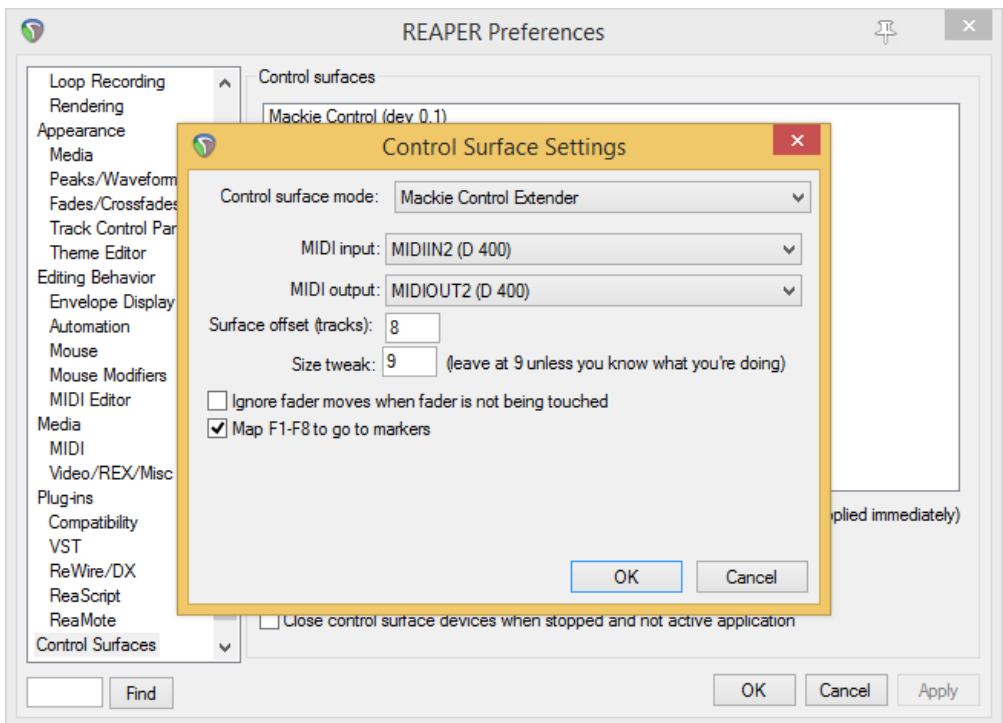 REAPER Preferences
Loop Recording
Rendering
Appearance
Media
Peaks/Waveform
Fades/Crossfades
Track Control Par
Theme Editor
Editing Behavior
Envelope Display
Automation
Mouse
Mouse Modifiers
MIDI Editor
Media
MIDI
Video/REX/Misc
Plug-ins
Compatibility
VST
ReWire/DX
ReaScript
ReaMote
Control Surfaces
Find
Control surfaces
Mackie Control (dev 0,1)
Control Surface Settings
Control surface mode: Mackie Control Extender
MIDI input: MIDIIN2 (D 400)
MIDI output: MIDIOUT2 (D 400)
Surface offset (tracks): 8
Size tweak: 9 (leave at 9 unless you know what you're doing)
Ignore fader moves when fader is not being touched
Map F1-F8 to go to markers
OK Cancel
plied immediately)
Close control surface devices when stopped and not active application
OK Cancel Apply